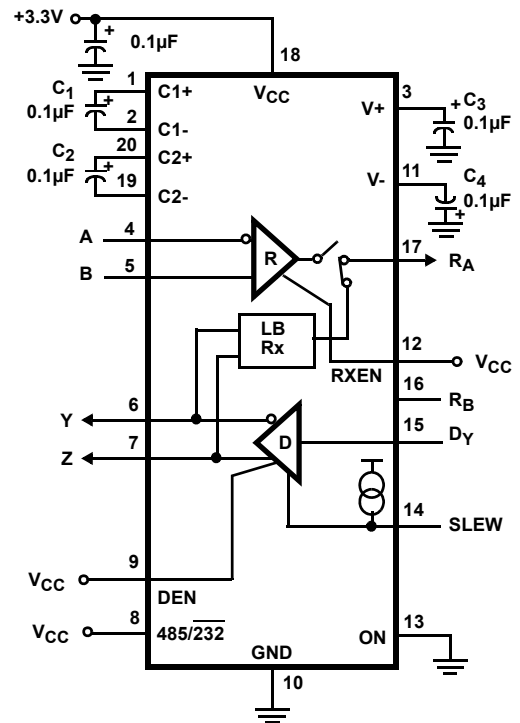 +3.3V
+
0.1µF
18
VCC
C1
0.1µF
+
1
C1+
2
C1-
C2
0.1µF
+
20
C2+
19
C2-
3
V+
+
C3
0.1µF
11
V-
C4
0.1µF
+
A
4
B
5
R
17
RA
LB
Rx
RXEN
12
VCC
16
RB
Y
6
Z
7
D
15
DY
14
SLEW
VCC
9
DEN
VCC
8
485/232
ON
13
GND
10